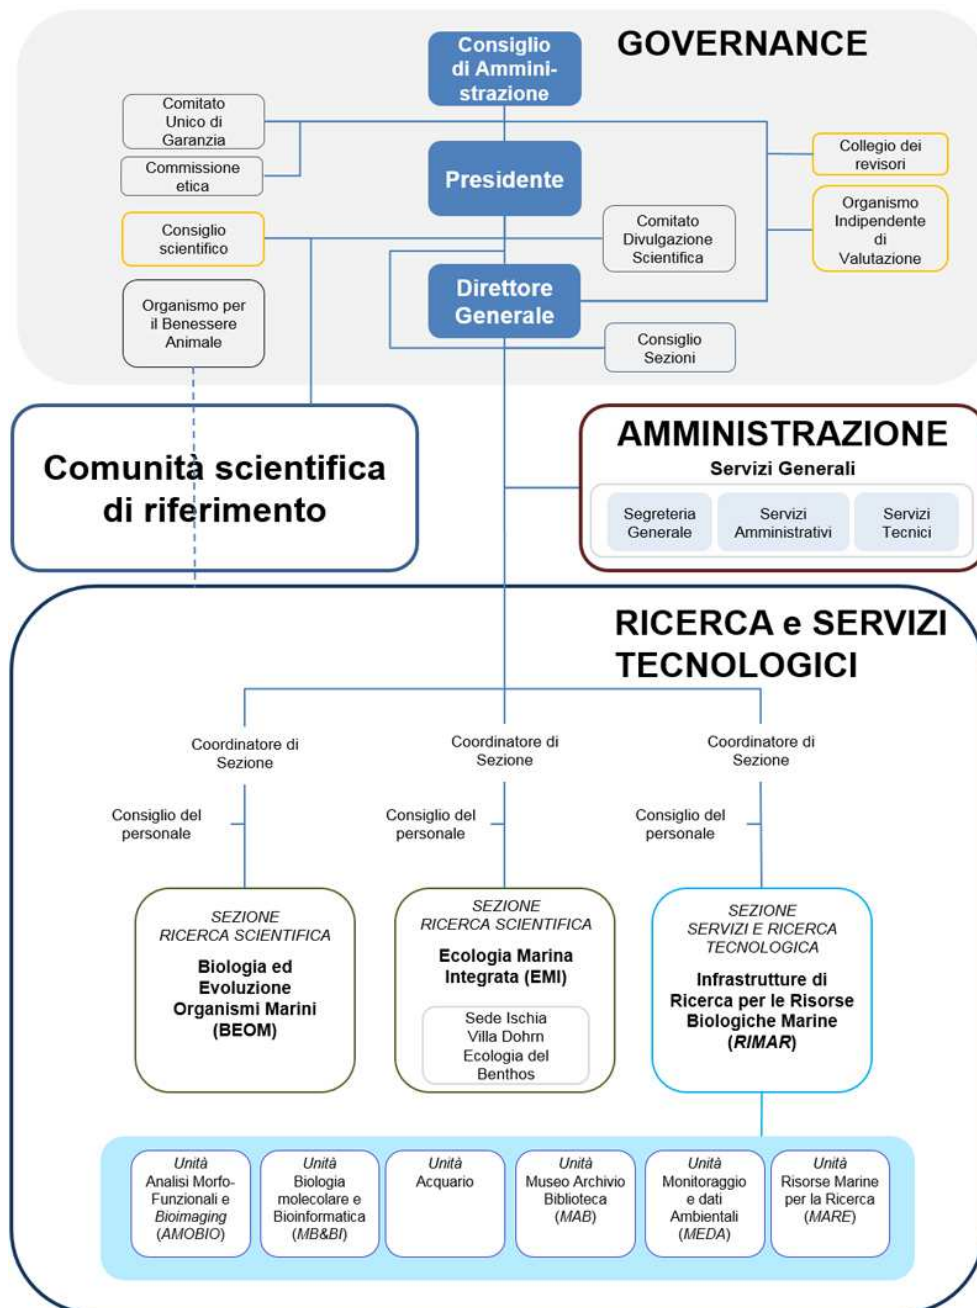 GOVERNANCE
Consiglio
di Ammini-
strazione
Comitato
Unico di
Garanzia
Commissione
etica
Presidente
Collegio dei
revisori
Consiglio
scientifico
Comitato
Divulgazione
Scientifica
Organismo
Indipendente
di
Valutazione
Organismo per
il Benessere
Animale
Direttore
Generale
Consiglio
Sezioni
Comunità scientifica
di riferimento
AMMINISTRAZIONE
Servizi Generali
Segreteria
Generale
Servizi
Amministrativi
Servizi
Tecnici
RICERCA e SERVIZI
TECNOLOGICI
Coordinatore di
Sezione
Coordinatore di
Sezione
Coordinatore di
Sezione
Consiglio del
personale
Consiglio del
personale
Consiglio del
personale
SEZIONE
RICERCA SCIENTIFICA
Biologia ed
Evoluzione
Organismi Marini
(BEOM)
SEZIONE
RICERCA SCIENTIFICA
Ecologia Marina
Integrata (EMI)
Sede Ischia
Villa Dohrn
Ecologia del
Benthos
SEZIONE
SERVIZI E RICERCA
TECNOLOGICA
Infrastrutture di
Ricerca per le Risorse
Biologiche Marine
(RIMAR)
Unità
Analisi Morfo-
Funzionali e
Bioimaging
(AMOBIO)
Unità
Biologia
molecolare e
Bioinformatica
(MB&BI)
Unità
Acquario
Unità
Museo Archivio
Biblioteca
(MAB)
Unità
Monitoraggio
e dati
Ambientali
(MEDA)
Unità
Risorse Marine
per la Ricerca
(MARE)